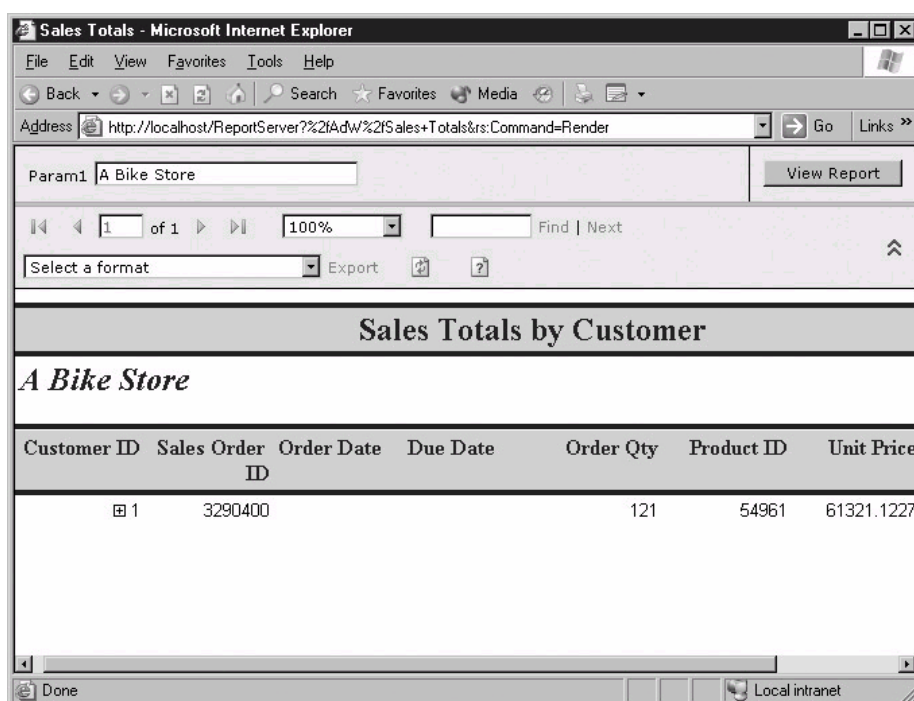 Sales Totals - Microsoft Internet Explorer
File Edit View Favorites Tools Help
Back Search Favorites Media
Address http://localhost/ReportServer?%2fAdW%2fSales+Totals&rs:Command=Render Go Links »
Param1 A Bike Store View Report
1 of 1 100% Find | Next
Select a format Export
Sales Totals by Customer
A Bike Store
Customer ID Sales Order ID Order Date Due Date Order Qty Product ID Unit Price
1 3290400 121 54961 61321.1227
Done Local intranet